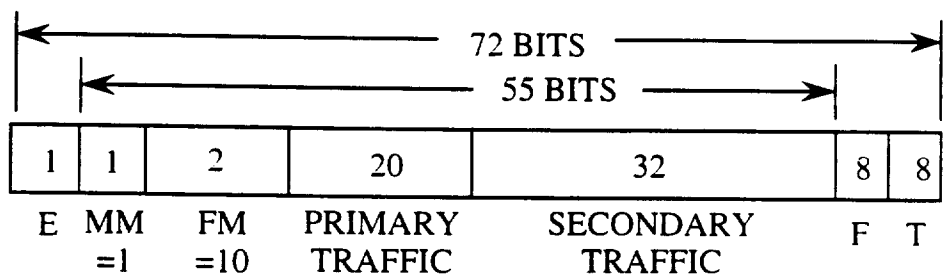 72 BITS
55 BITS
1 1 2 20 32 8 8
E MM FM PRIMARY SECONDARY F T
=1 =10 TRAFFIC TRAFFIC